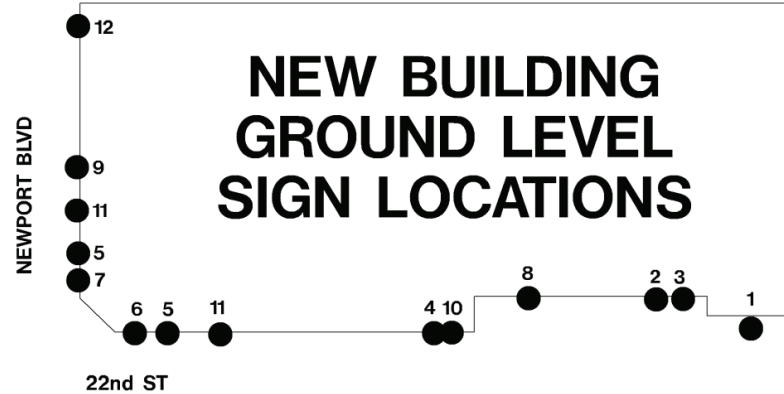 12
NEW BUILDING
GROUND LEVEL
SIGN LOCATIONS
NEWPORT BLVD
9
11
5
7
6 5 11 4 10 8 2 3 1
22nd ST